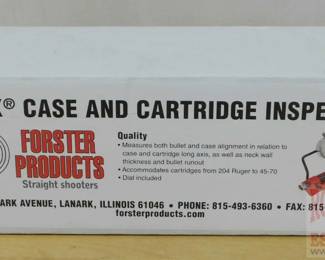 ® CASE AND CARTRIDGE INSPE
FORSTER
PRODUCTS
Straight shooters
Quality
• Measures both bullet and case alignment in relation
to case and cartridge long axis, as well as neck wall
thickness and bullet runout
• Accommodates cartridges from 204 Ruger to 45-70
• Dial included
ARK AVENUE, LANARK, ILLINOIS 61046 • PHONE: 815-493-6360 • FAX: 815-
forsterproducts.com